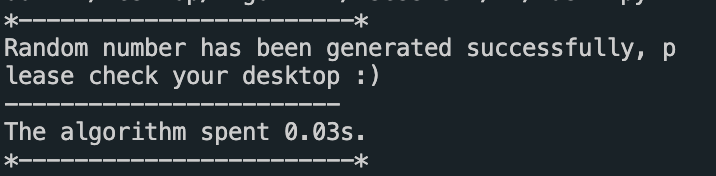 *------------------------*
Random number has been generated successfully, p
lease check your desktop :)
------------------------
The algorithm spent 0.03s.
*------------------------*